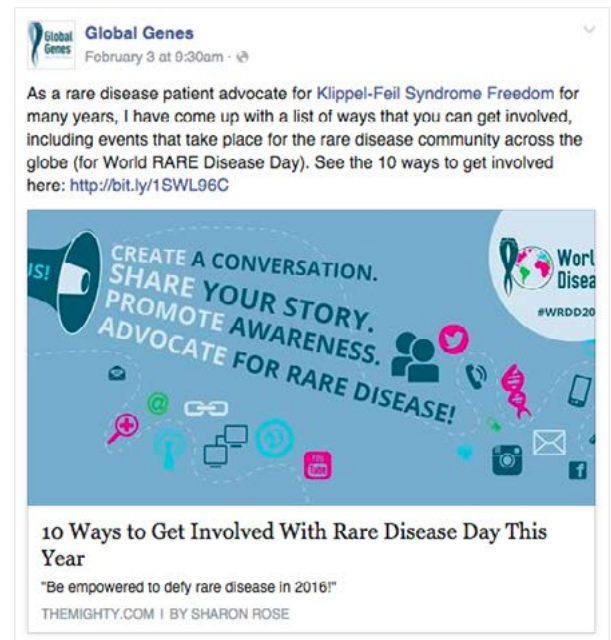 Global Genes
Global Genes
February 3 at 9:30am ·
As a rare disease patient advocate for Klippel-Feil Syndrome Freedom for
many years, I have come up with a list of ways that you can get involved,
including events that take place for the rare disease community across the
globe (for World RARE Disease Day). See the 10 ways to get involved
here: http://bit.ly/1SWL96C
US!
CREATE A CONVERSATION.
SHARE YOUR STORY.
PROMOTE AWARENESS.
ADVOCATE FOR RARE DISEASE!
Worl
Disea
#WRDD20
You
Tube
10 Ways to Get Involved With Rare Disease Day This
Year
"Be empowered to defy rare disease in 2016!"
THEMIGHTY.COM | BY SHARON ROSE